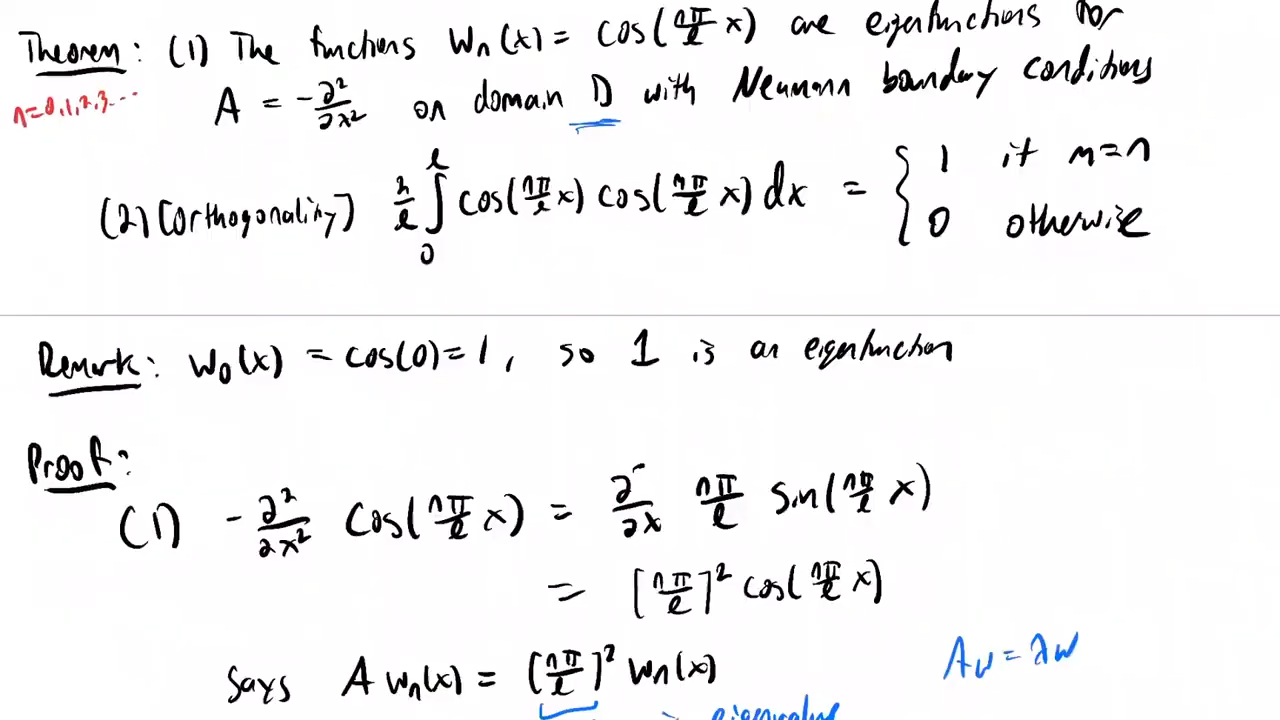 Theorem: (1) The functions Wₙ(x) = cos(nπ/ℓ x) are eigenfunctions for
n=0,1,2,3... A = -∂²/∂x² on domain D with Neumann boundary conditions
(2) (Orthogonality) 2/ℓ ∫₀^ℓ cos(nπ/ℓ x) cos(mπ/ℓ x) dx = { 1 if m=n
0 otherwise
Remark: W₀(x) = cos(0) = 1, so 1 is an eigenfunction
Proof:
(1) -∂²/∂x² cos(nπ/ℓ x) = ∂/∂x nπ/ℓ sin(nπ/ℓ x)
= [nπ/ℓ]² cos(nπ/ℓ x)
Says A wₙ(x) = [nπ/ℓ]² wₙ(x) Aw = λw
eigenvalue